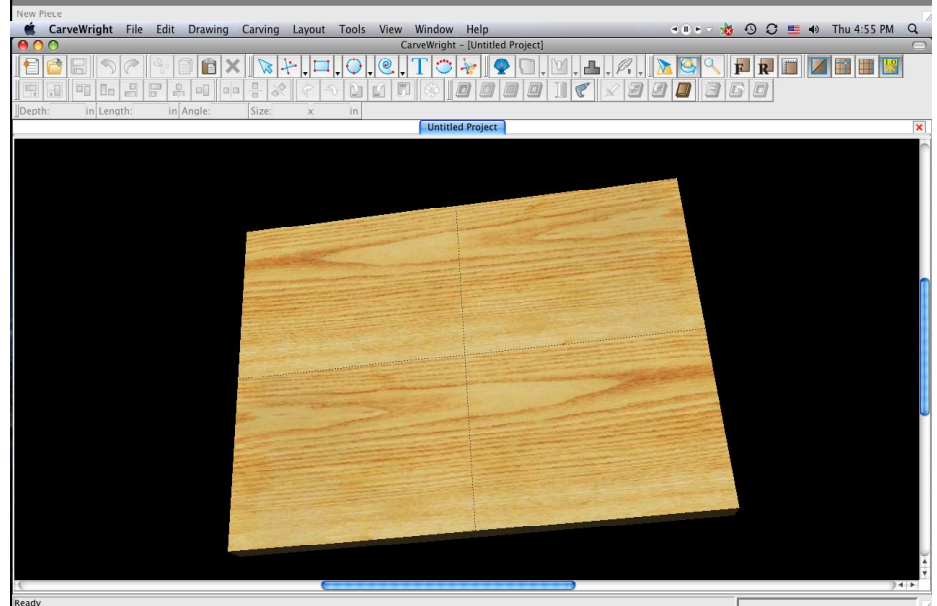 New Piece
CarveWright File Edit Drawing Carving Layout Tools View Window Help Thu 4:55 PM
CarveWright – [Untitled Project]
T F R
Depth: in Length: in Angle: Size: x in
Untitled Project
Ready